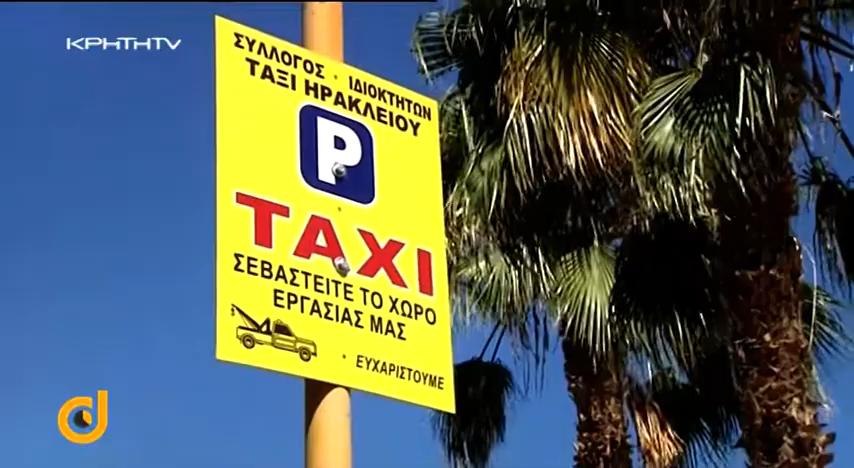 ΚΡΗΤΗTV
ΣΥΛΛΟΓΟΣ · ΙΔΙΟΚΤΗΤΩΝ
ΤΑΞΙ ΗΡΑΚΛΕΙΟΥ
P
TAXI
ΣΕΒΑΣΤΕΙΤΕ ΤΟ ΧΩΡΟ
ΕΡΓΑΣΙΑΣ ΜΑΣ
· ΕΥΧΑΡΙΣΤΟΥΜΕ